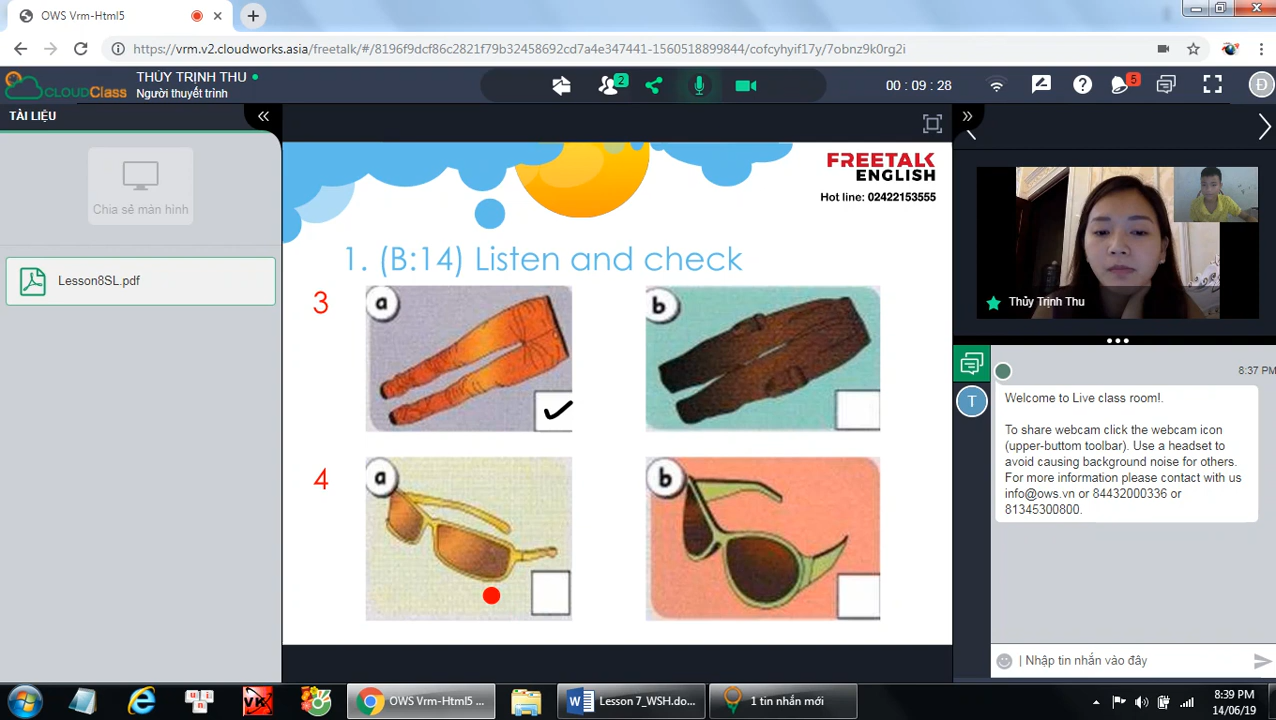 OWS Vrm-Html5
https://vrm.v2.cloudworks.asia/freetalk/#/8196f9dcf86c2821f79b32458692cd7a4e347441-1560518899844/cofcyhyif17y/7obnz9k0rg2i
CLOUDClass
THÙY TRỊNH THU
Người thuyết trình
2
00 : 09 : 28
5
Đ
TÀI LIỆU
Chia sẻ màn hình
Lesson8SL.pdf
FREETALK
ENGLISH
Hot line: 02422153555
1. (B:14) Listen and check
3
a
b
4
a
b
Thủy Trịnh Thu
8:37 PM
T
Welcome to Live class room!.
To share webcam click the webcam icon
(upper-buttom toolbar). Use a headset to
avoid causing background noise for others.
For more information please contact with us
info@ows.vn or 84432000336 or
81345300800.
Nhập tin nhắn vào đây
OWS Vrm-Html5 ...
Lesson 7_WSH.do...
1 tin nhắn mới
8:39 PM
14/06/19